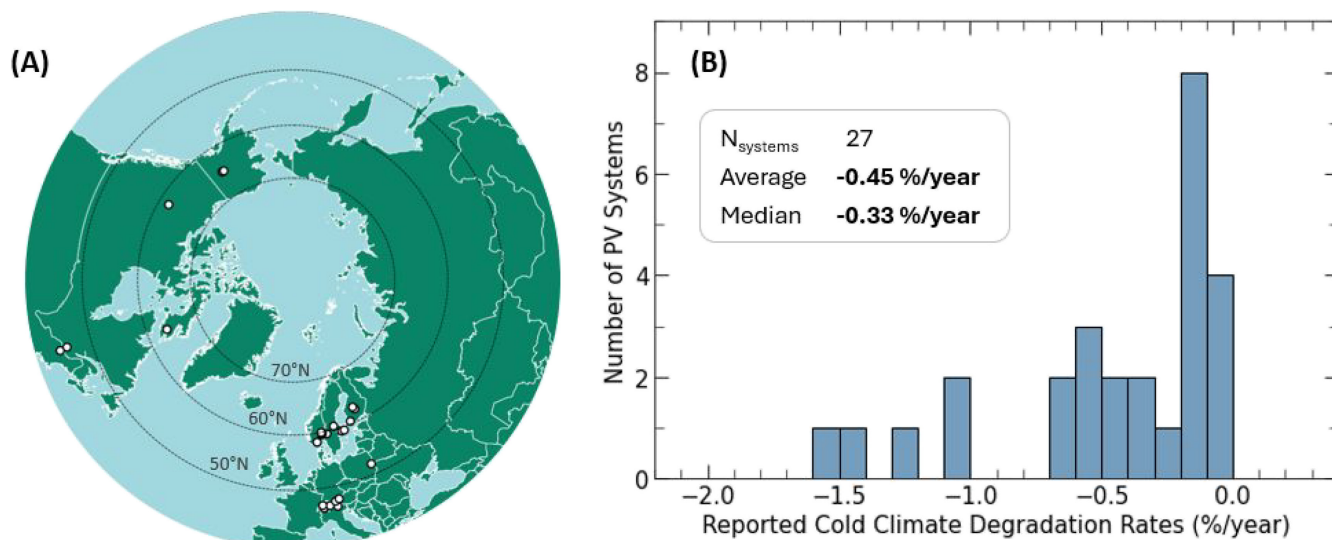 (A)
70°N
60°N
50°N
(B)
N_systems 27
Average -0.45 %/year
Median -0.33 %/year
Number of PV Systems
8
6
4
2
0
−2.0 −1.5 −1.0 −0.5 0.0
Reported Cold Climate Degradation Rates (%/year)